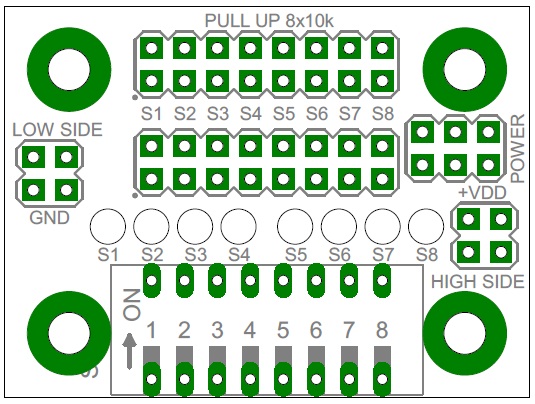 PULL UP 8x10k
S1 S2 S3 S4 S5 S6 S7 S8
LOW SIDE
POWER
GND
+VDD
S1 S2 S3 S4 S5 S6 S7 S8
HIGH SIDE
ON
1 2 3 4 5 6 7 8
S